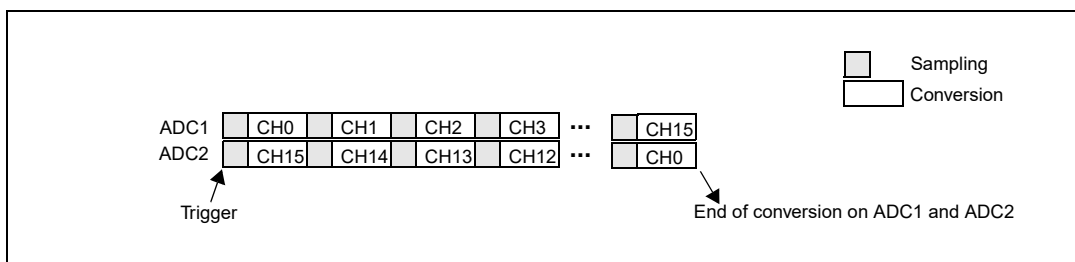 Sampling
Conversion
ADC1 CH0 CH1 CH2 CH3 ... CH15
ADC2 CH15 CH14 CH13 CH12 ... CH0
Trigger
End of conversion on ADC1 and ADC2